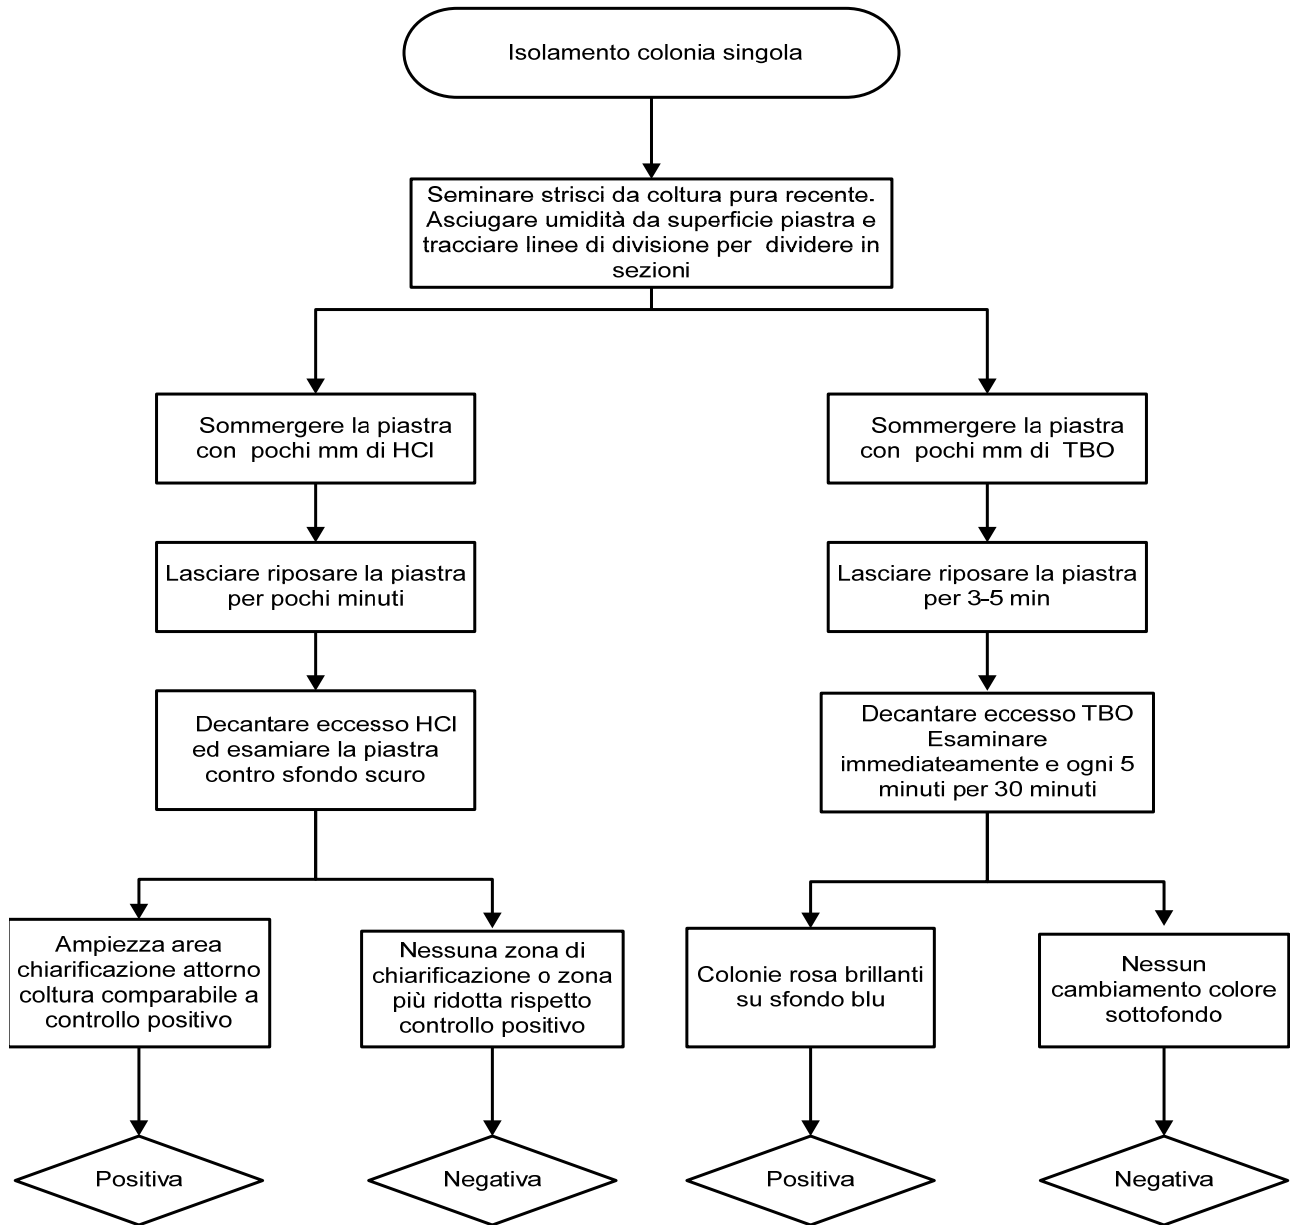 Isolamento colonia singola
Seminare strisci da coltura pura recente.
Asciugare umidità da superficie piastra e
tracciare linee di divisione per dividere in
sezioni
Sommergere la piastra
con pochi mm di HCl
Sommergere la piastra
con pochi mm di TBO
Lasciare riposare la piastra
per pochi minuti
Lasciare riposare la piastra
per 3-5 min
Decantare eccesso HCl
ed esamiare la piastra
contro sfondo scuro
Decantare eccesso TBO
Esaminare
immediateamente e ogni 5
minuti per 30 minuti
Ampiezza area
chiarificazione attorno
coltura comparabile a
controllo positivo
Nessuna zona di
chiarificazione o zona
più ridotta rispetto
controllo positivo
Colonie rosa brillanti
su sfondo blu
Nessun
cambiamento colore
sottofondo
Positiva
Negativa
Positiva
Negativa